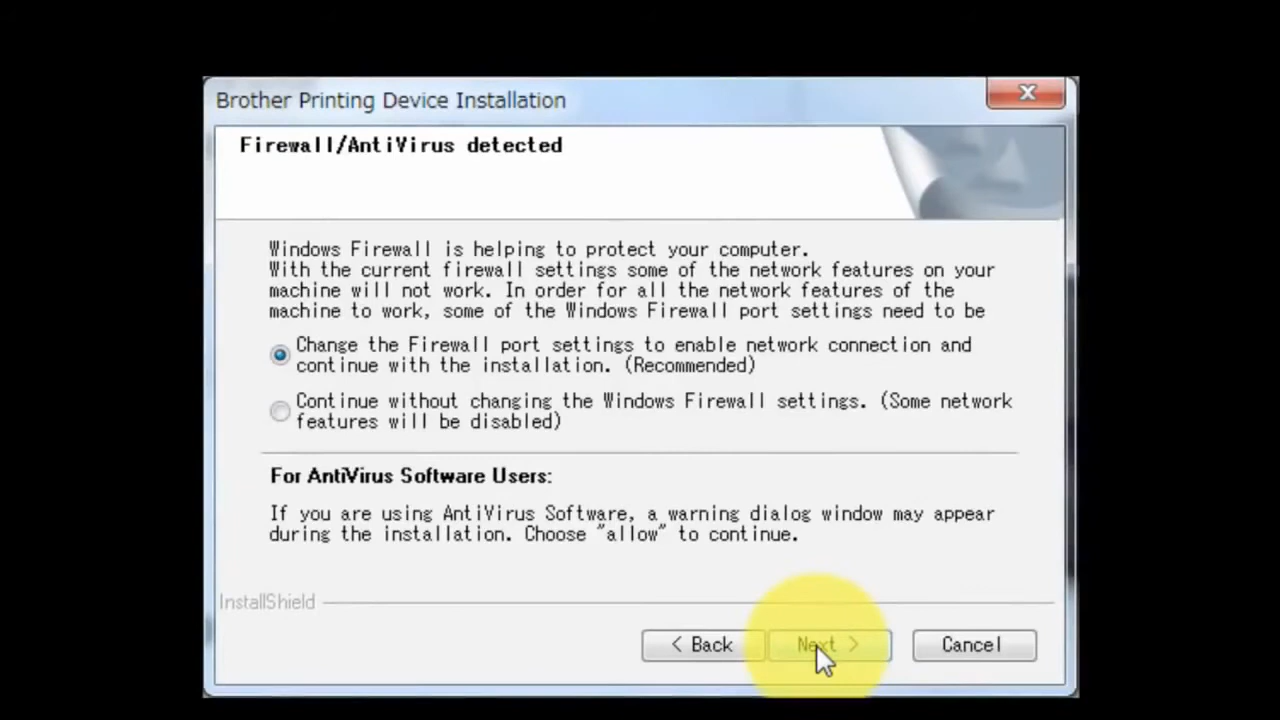 Brother Printing Device Installation
Firewall/AntiVirus detected
Windows Firewall is helping to protect your computer.
With the current firewall settings some of the network features on your
machine will not work. In order for all the network features of the
machine to work, some of the Windows Firewall port settings need to be
Change the Firewall port settings to enable network connection and
continue with the installation. (Recommended)
Continue without changing the Windows Firewall settings. (Some network
features will be disabled)
For AntiVirus Software Users:
If you are using AntiVirus Software, a warning dialog window may appear
during the installation. Choose "allow" to continue.
InstallShield
< Back Next > Cancel